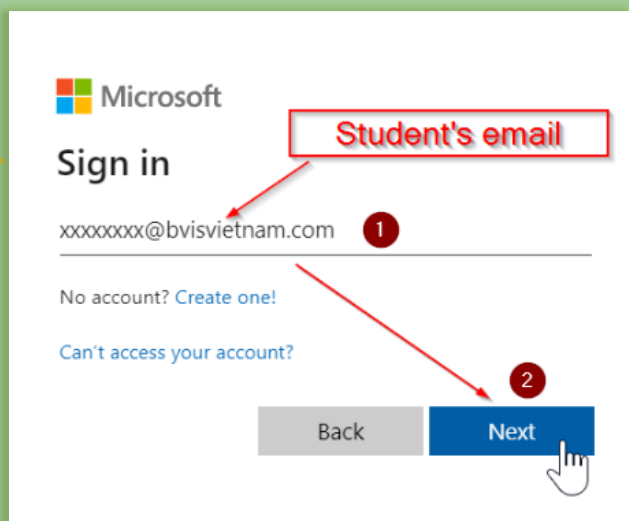 Microsoft
Student's email
Sign in
xxxxxxxx@bvisvietnam.com 1
No account? Create one!
Can't access your account?
2
Back Next